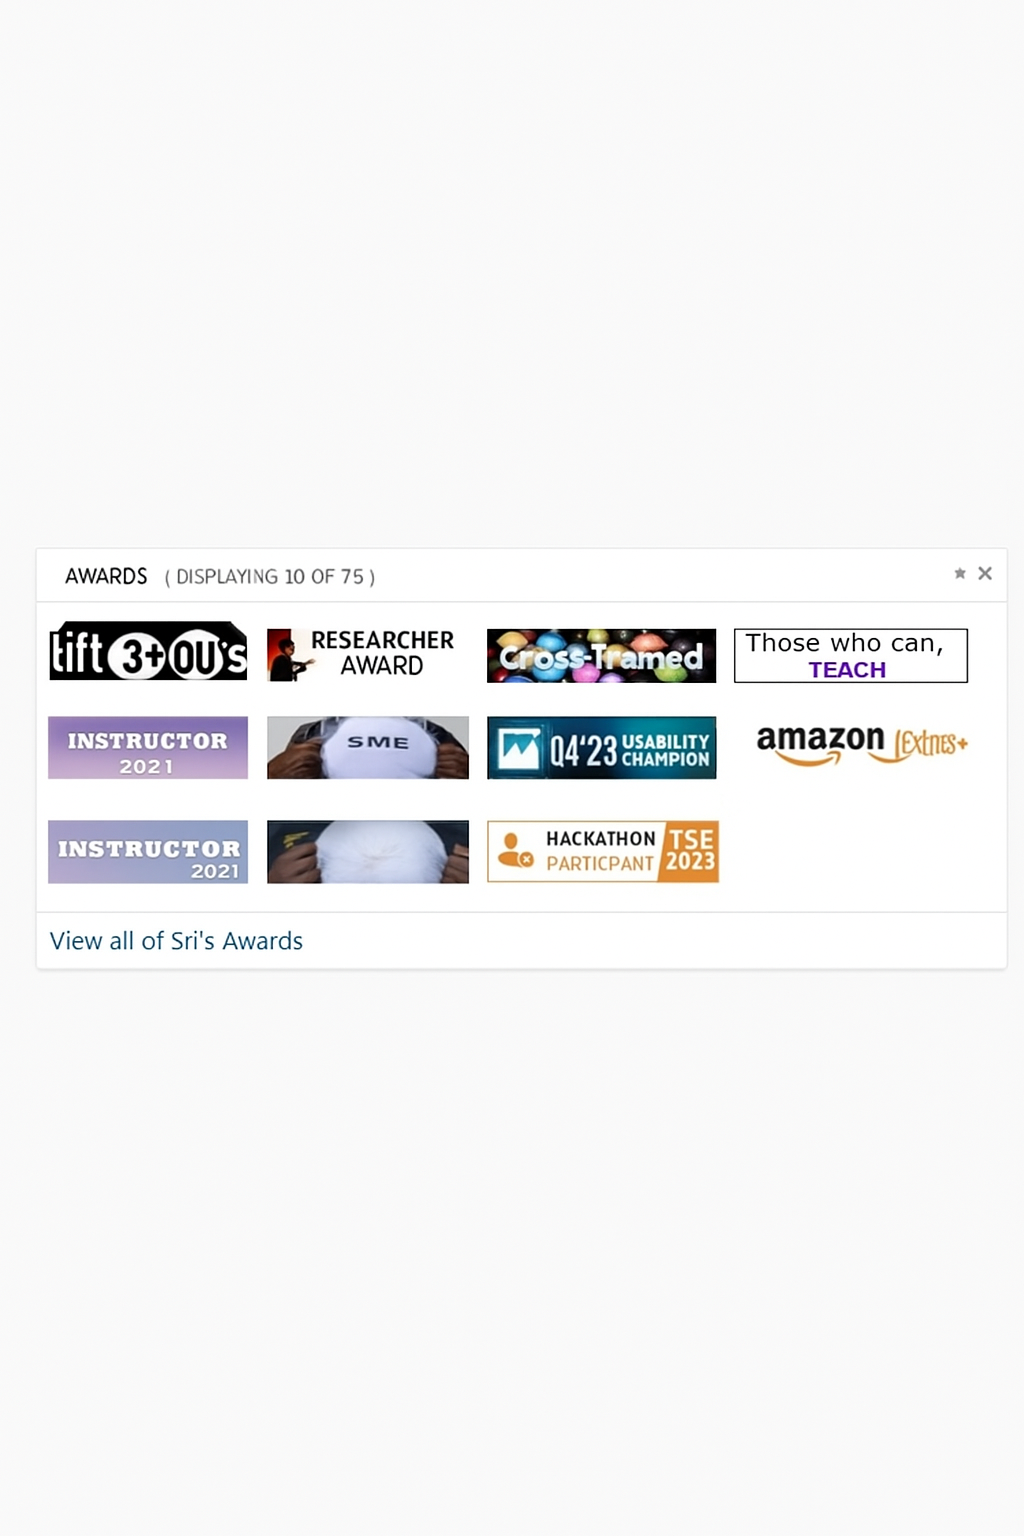 AWARDS ( DISPLAYING 10 OF 75 )
tift 3+ OU's
RESEARCHER
AWARD
Cross-Tramed
Those who can,
TEACH
INSTRUCTOR
2021
SME
Q4'23 USABILITY
CHAMPION
amazon
INSTRUCTOR
2021
HACKATHON
PARTICPANT
TSE
2023
View all of Sri's Awards